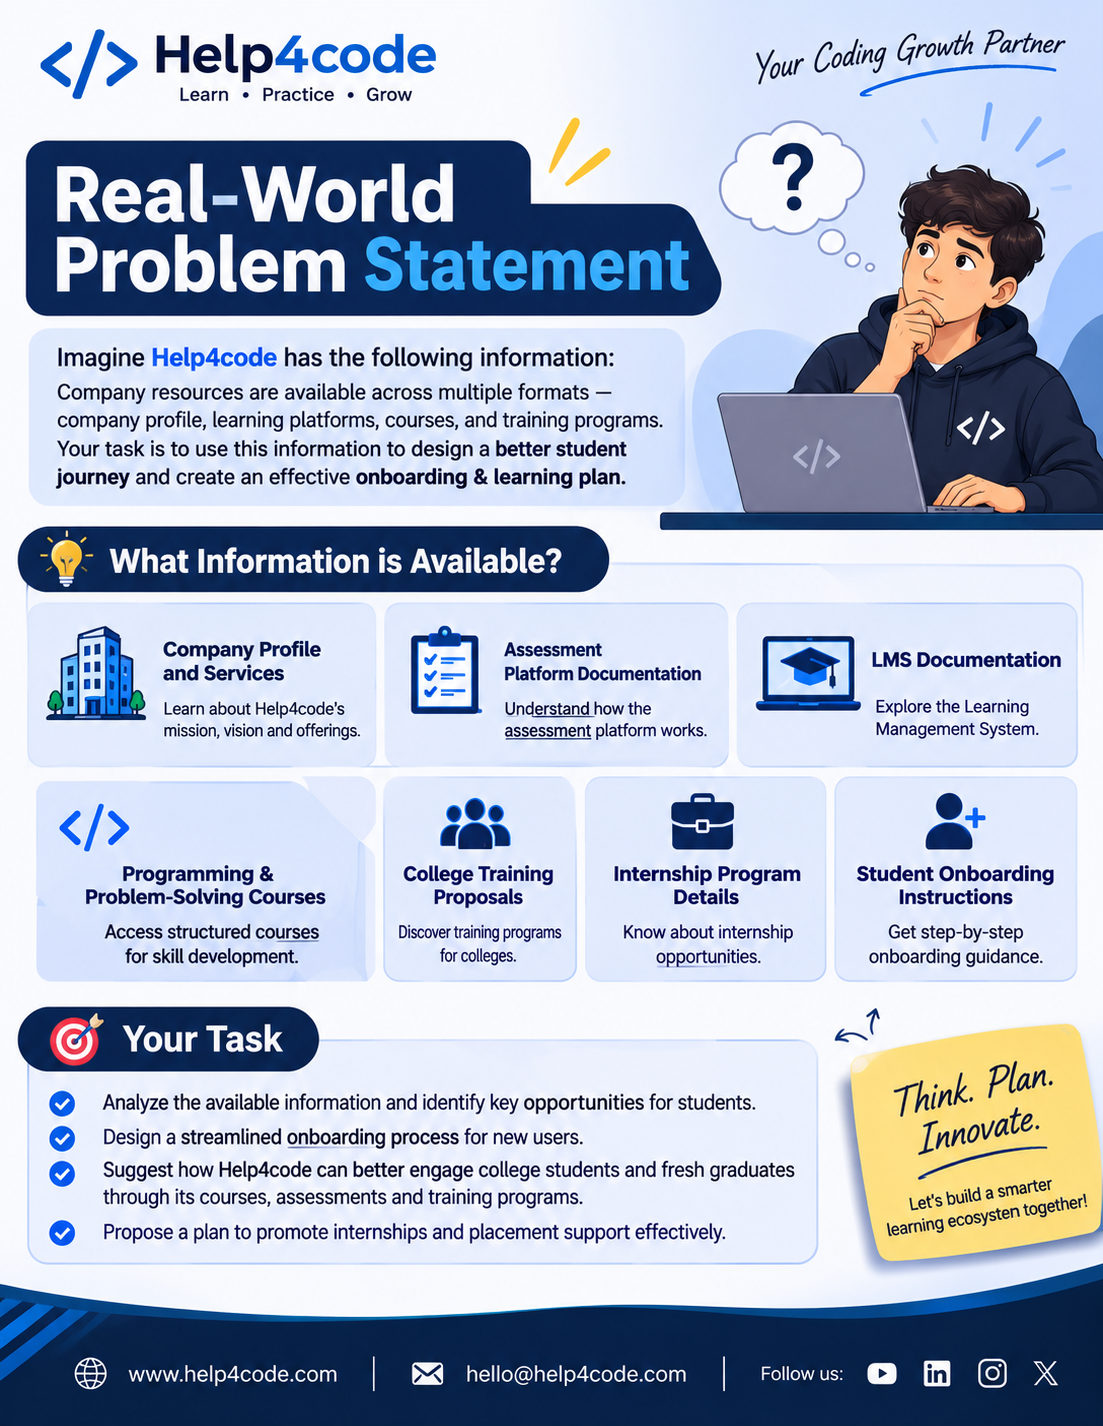 </> Help4code
Learn • Practice • Grow
Your Coding Growth Partner
Real-World
Problem Statement
?
Imagine Help4code has the following information:
Company resources are available across multiple formats —
company profile, learning platforms, courses, and training programs.
Your task is to use this information to design a better student
journey and create an effective onboarding & learning plan.
</>
</>
What Information is Available?
Company Profile
and Services
Learn about Help4code's
mission, vision and offerings.
Assessment
Platform Documentation
Understand how the
assessment platform works.
LMS Documentation
Explore the Learning
Management System.
</>
Programming &
Problem-Solving Courses
Access structured courses
for skill development.
College Training
Proposals
Discover training programs
for colleges.
Internship Program
Details
Know about internship
opportunities.
Student Onboarding
Instructions
Get step-by-step
onboarding guidance.
Your Task
Analyze the available information and identify key opportunities for students.
Design a streamlined onboarding process for new users.
Suggest how Help4code can better engage college students and fresh graduates
through its courses, assessments and training programs.
Propose a plan to promote internships and placement support effectively.
Think. Plan.
Innovate.
Let's build a smarter
learning ecosysten together!
www.help4code.com
hello@help4code.com
Follow us: